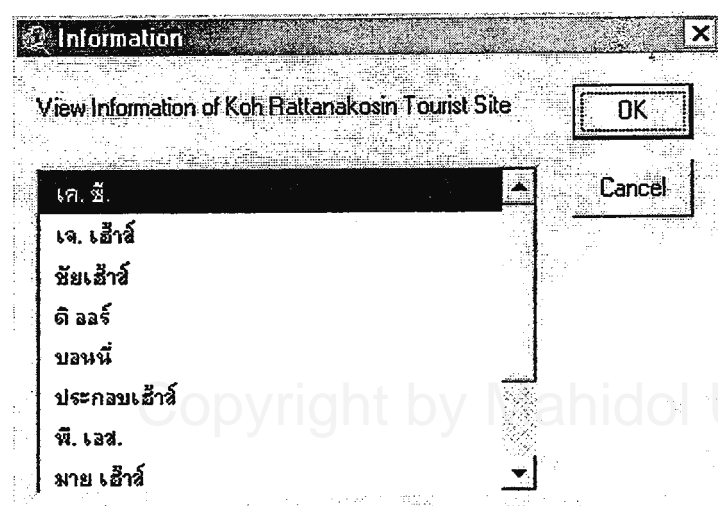 Information
View Information of Koh Rattanakosin Tourist Site
OK
Cancel
เค. ซี.
เจ. เฮ้าส์
ชัยเฮ้าส์
ดิ ออร์
บอนนี่
ประกอบเฮ้าส์
พี. เอส.
มาย เฮ้าส์
Copyright by Mahidol U